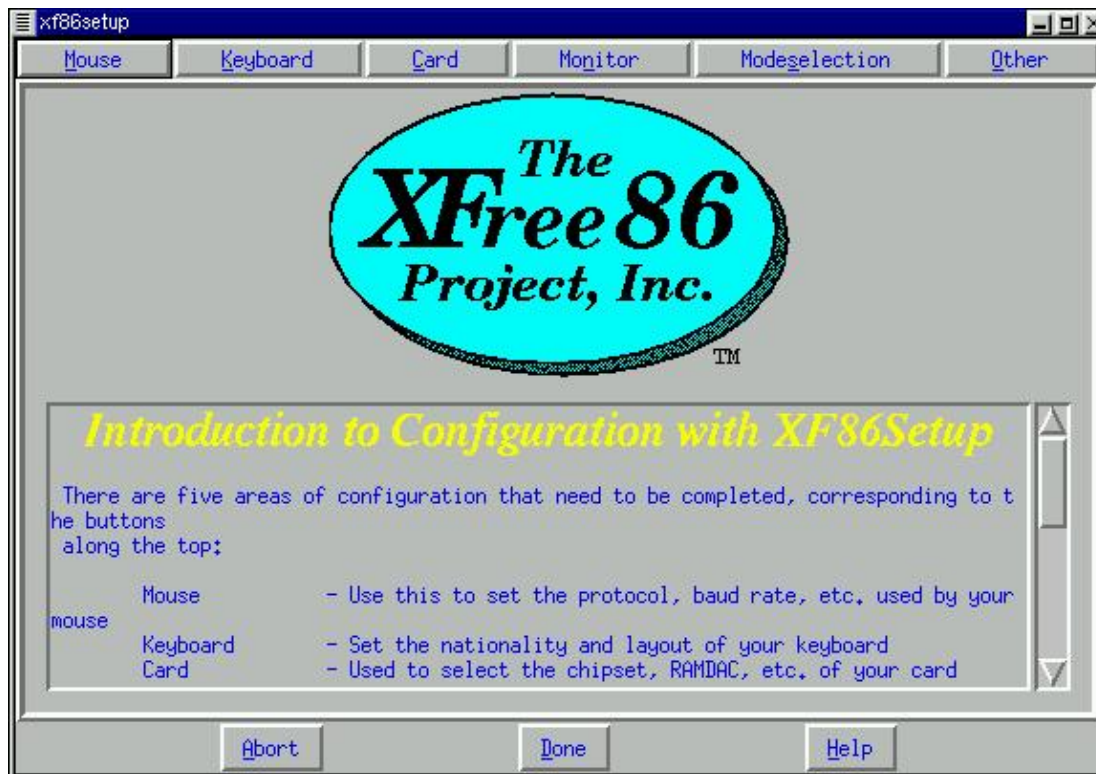 xf86setup
Mouse Keyboard Card Monitor Modeselection Other
The
XFree86
Project, Inc.
TM
Introduction to Configuration with XF86Setup
There are five areas of configuration that need to be completed, corresponding to t
he buttons
along the top:
Mouse - Use this to set the protocol, baud rate, etc. used by your
mouse
Keyboard - Set the nationality and layout of your keyboard
Card - Used to select the chipset, RAMDAC, etc. of your card
Abort Done Help